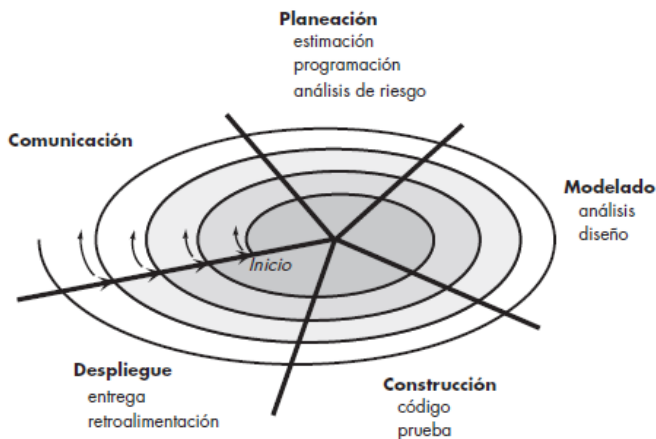 Planeación
estimación
programación
análisis de riesgo
Comunicación
Modelado
análisis
diseño
Inicio
Despliegue
entrega
retroalimentación
Construcción
código
prueba